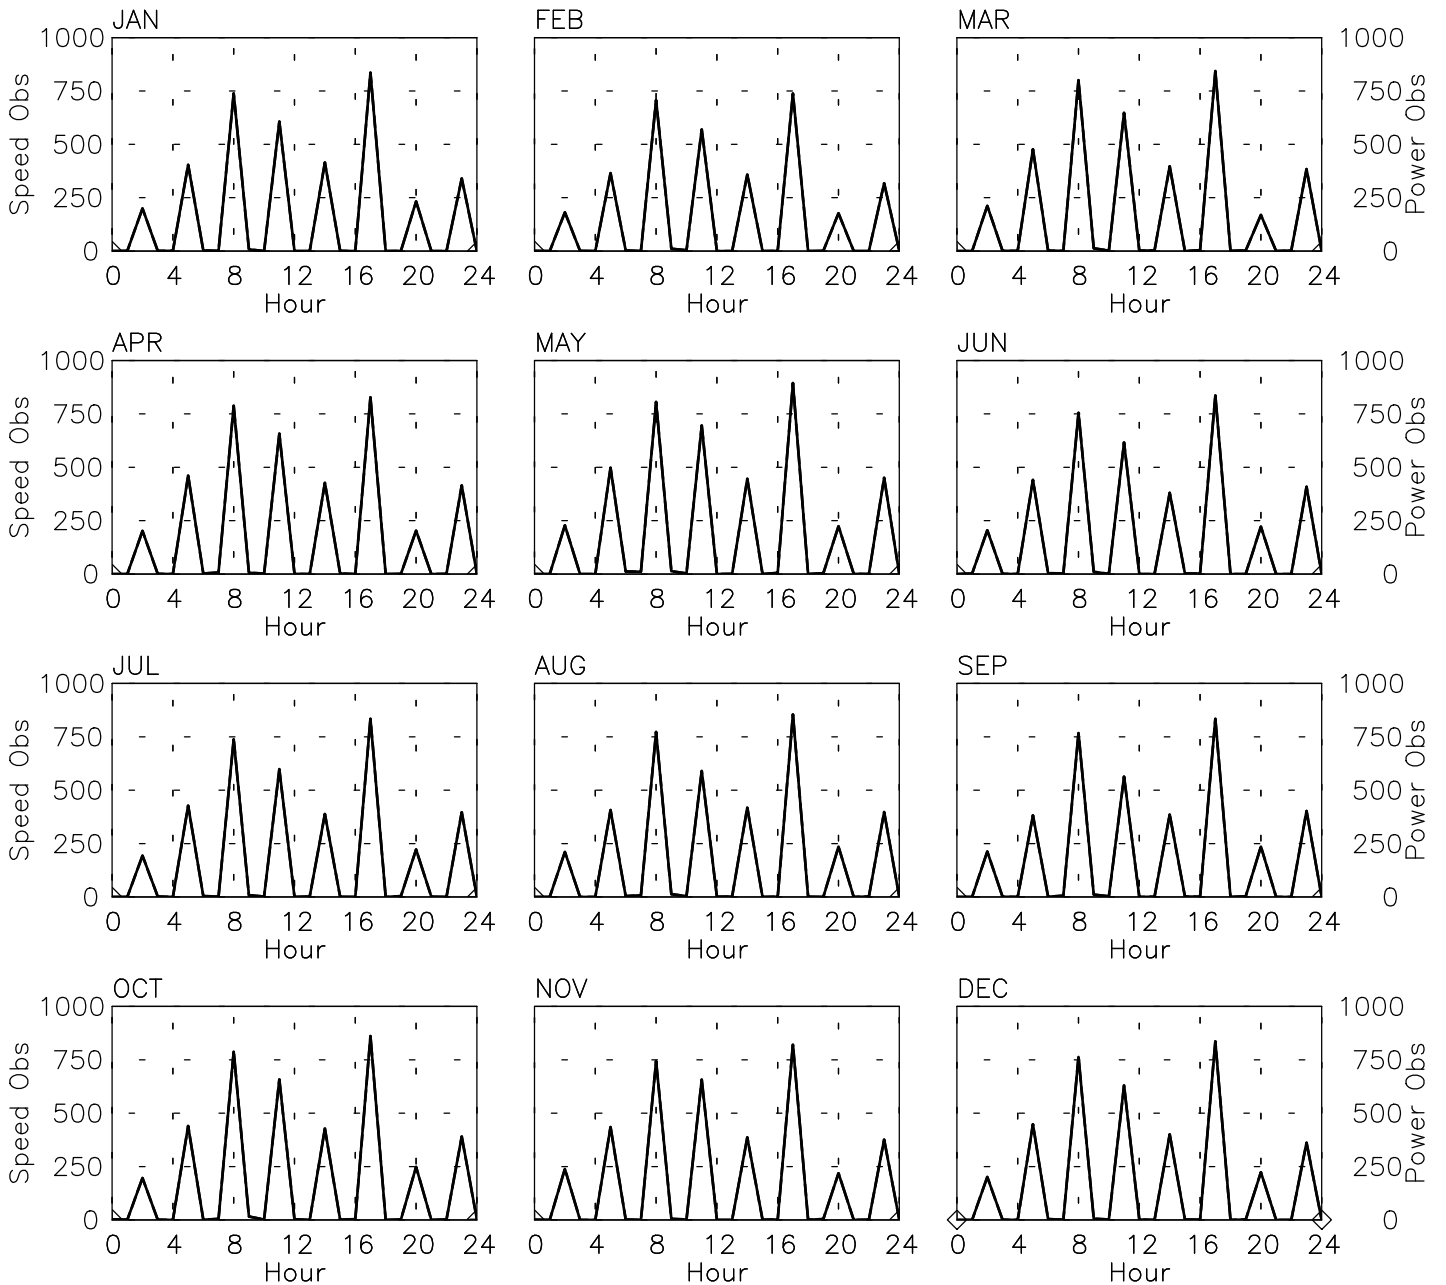 JAN FEB MAR
1000 1000
750 750
500 500
250 250
0 0
Speed Obs Power Obs
0 4 8 12 16 20 24 0 4 8 12 16 20 24 0 4 8 12 16 20 24
Hour Hour Hour
APR MAY JUN
1000 1000
750 750
500 500
250 250
0 0
Speed Obs Power Obs
0 4 8 12 16 20 24 0 4 8 12 16 20 24 0 4 8 12 16 20 24
Hour Hour Hour
JUL AUG SEP
1000 1000
750 750
500 500
250 250
0 0
Speed Obs Power Obs
0 4 8 12 16 20 24 0 4 8 12 16 20 24 0 4 8 12 16 20 24
Hour Hour Hour
OCT NOV DEC
1000 1000
750 750
500 500
250 250
0 0
Speed Obs Power Obs
0 4 8 12 16 20 24 0 4 8 12 16 20 24 0 4 8 12 16 20 24
Hour Hour Hour